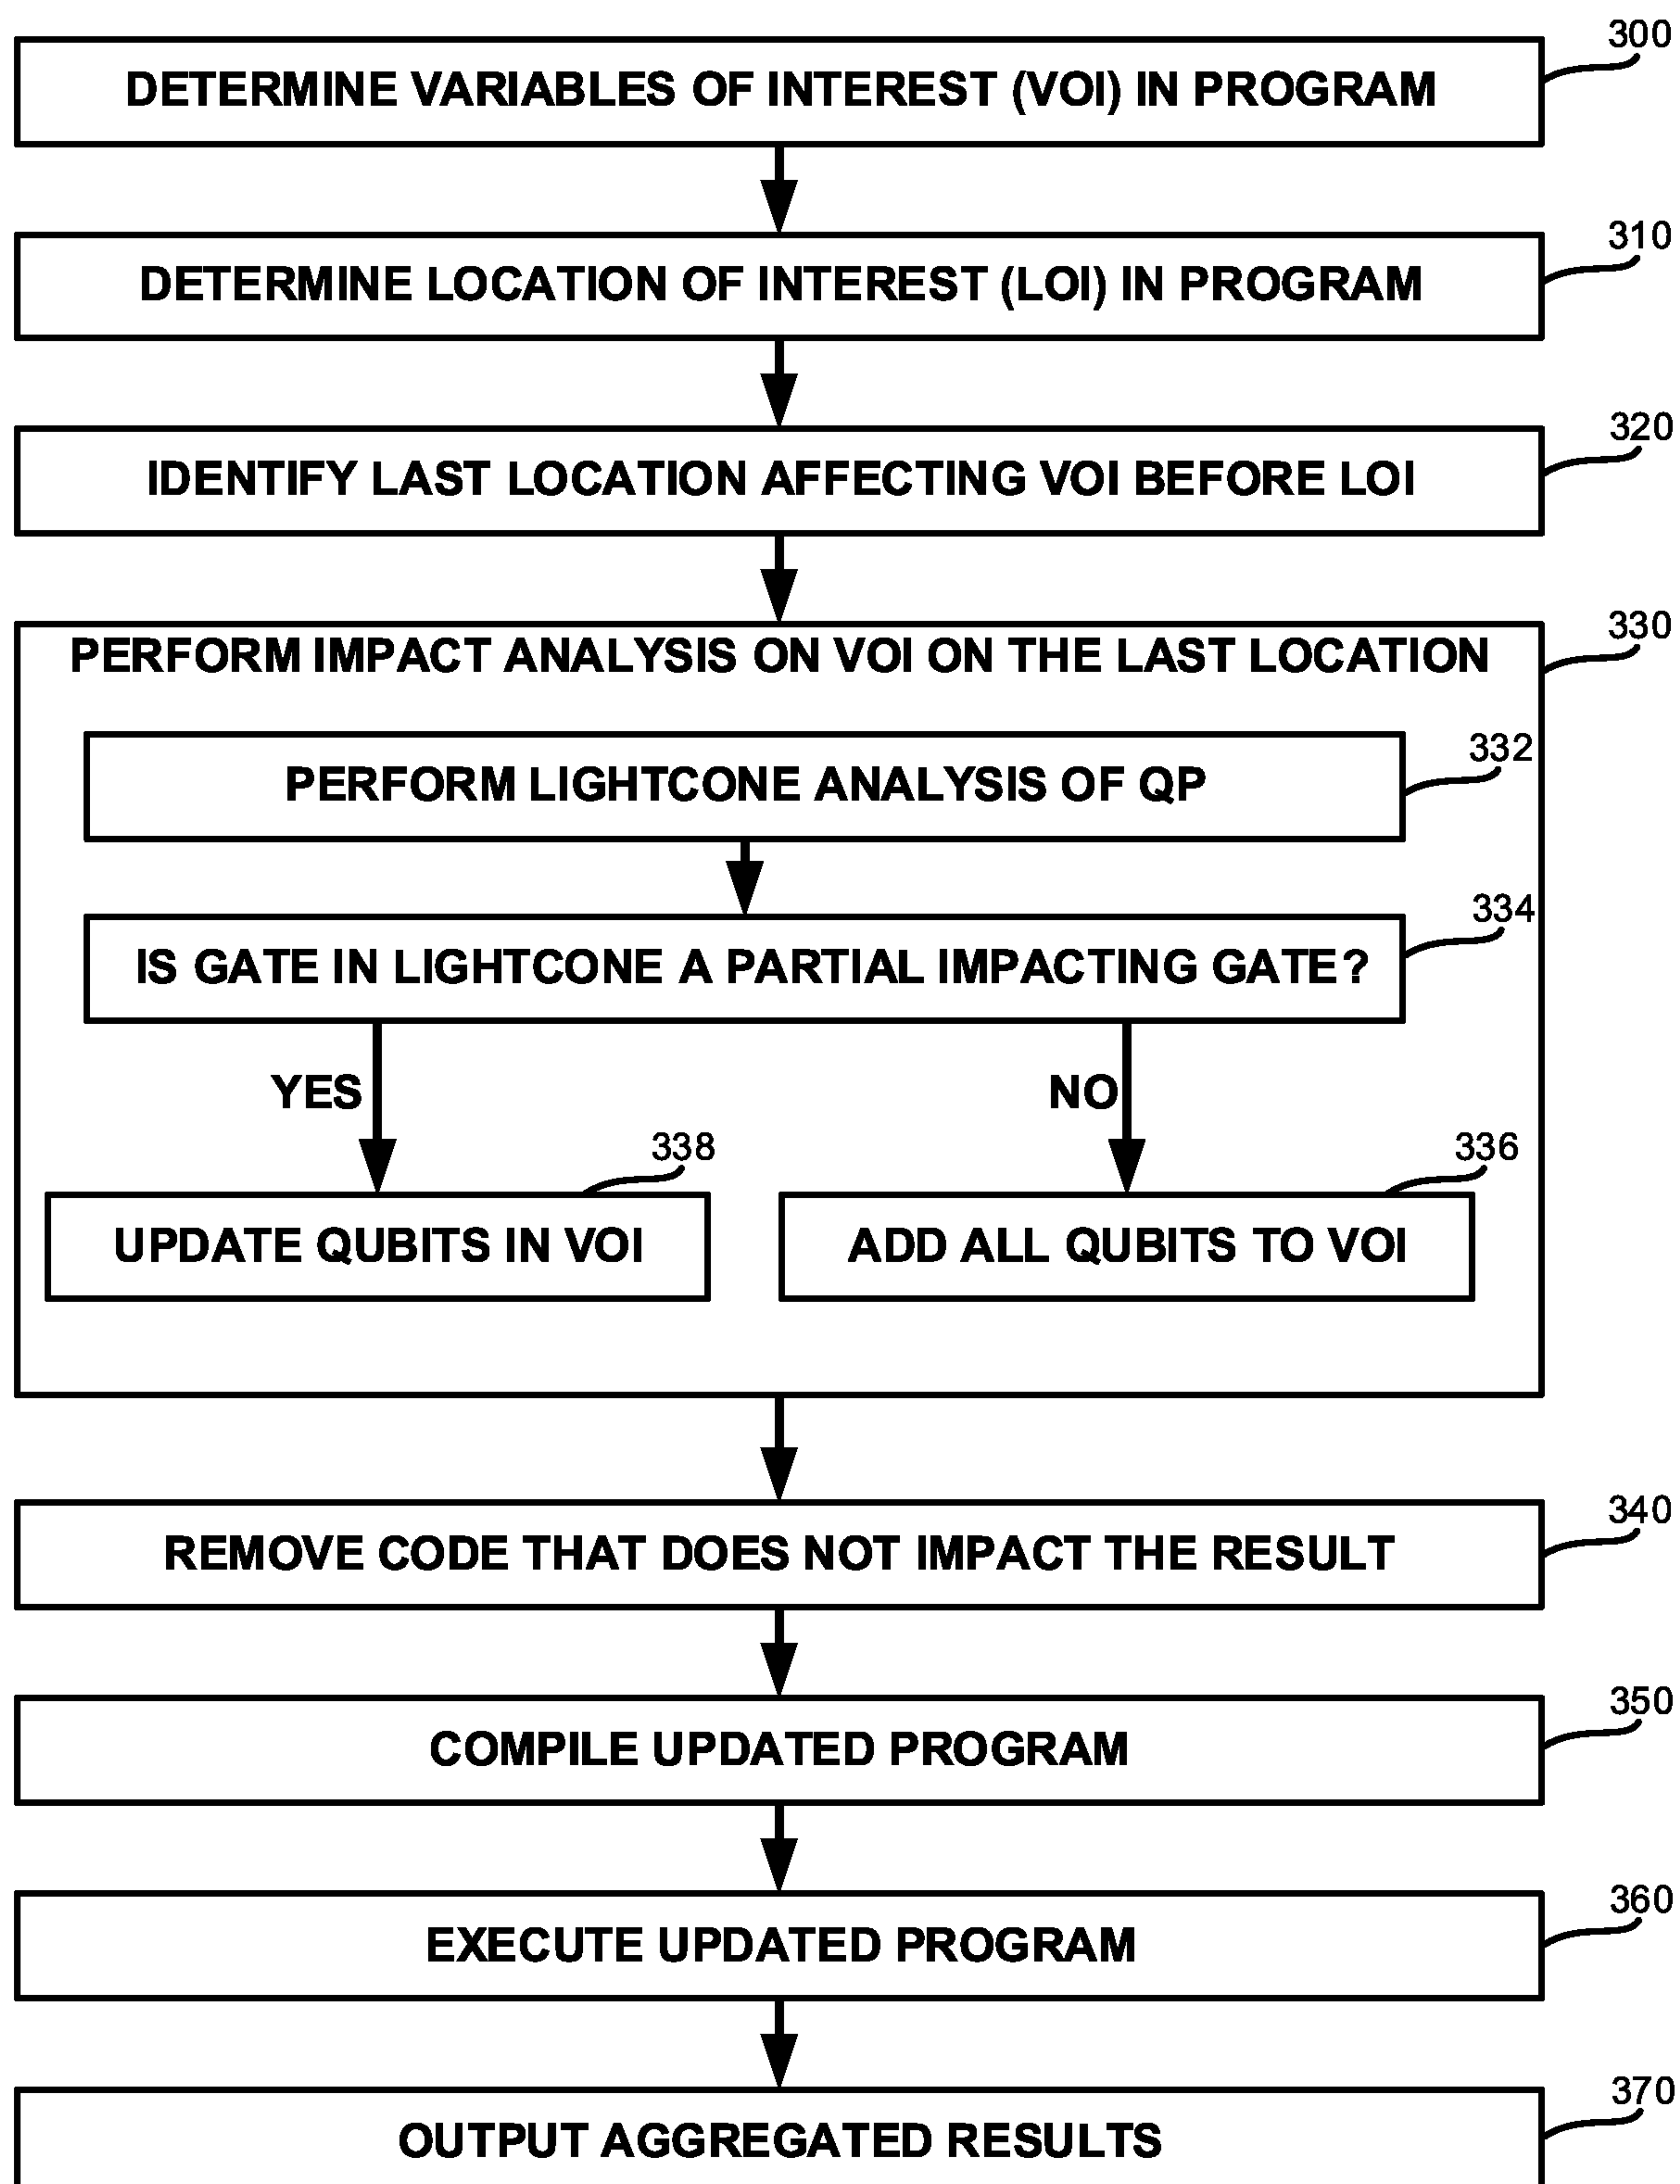 300
DETERMINE VARIABLES OF INTEREST (VOI) IN PROGRAM
310
DETERMINE LOCATION OF INTEREST (LOI) IN PROGRAM
320
IDENTIFY LAST LOCATION AFFECTING VOI BEFORE LOI
330
PERFORM IMPACT ANALYSIS ON VOI ON THE LAST LOCATION
332
PERFORM LIGHTCONE ANALYSIS OF QP
334
IS GATE IN LIGHTCONE A PARTIAL IMPACTING GATE?
YES
NO
338
336
UPDATE QUBITS IN VOI
ADD ALL QUBITS TO VOI
340
REMOVE CODE THAT DOES NOT IMPACT THE RESULT
350
COMPILE UPDATED PROGRAM
360
EXECUTE UPDATED PROGRAM
370
OUTPUT AGGREGATED RESULTS